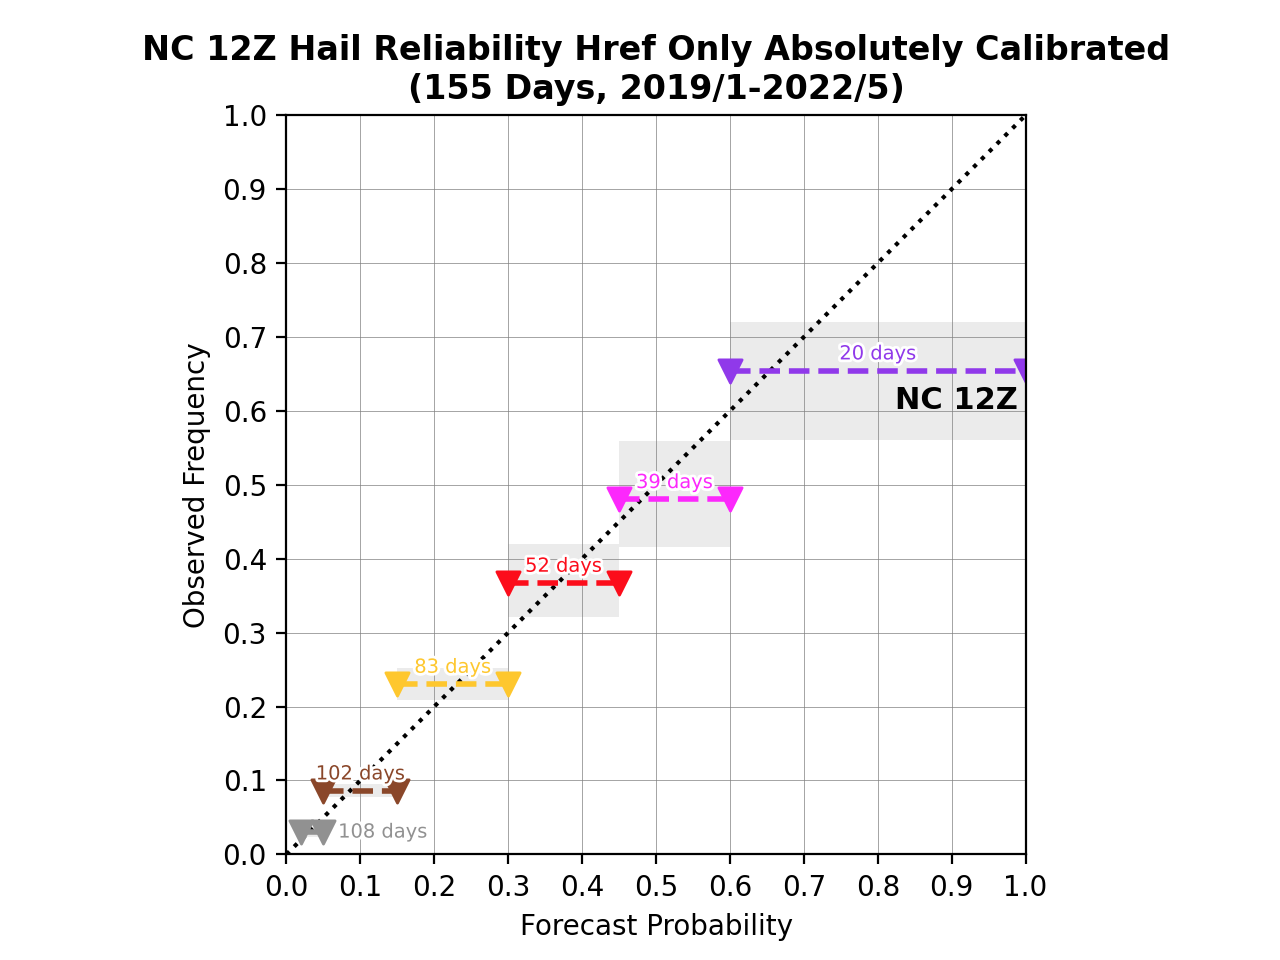 NC 12Z Hail Reliability Href Only Absolutely Calibrated
(155 Days, 2019/1-2022/5)
1.0
0.9
0.8
0.7
0.6
0.5
0.4
0.3
0.2
0.1
0.0
Observed Frequency
20 days
NC 12Z
39 days
52 days
83 days
102 days
108 days
0.0 0.1 0.2 0.3 0.4 0.5 0.6 0.7 0.8 0.9 1.0
Forecast Probability